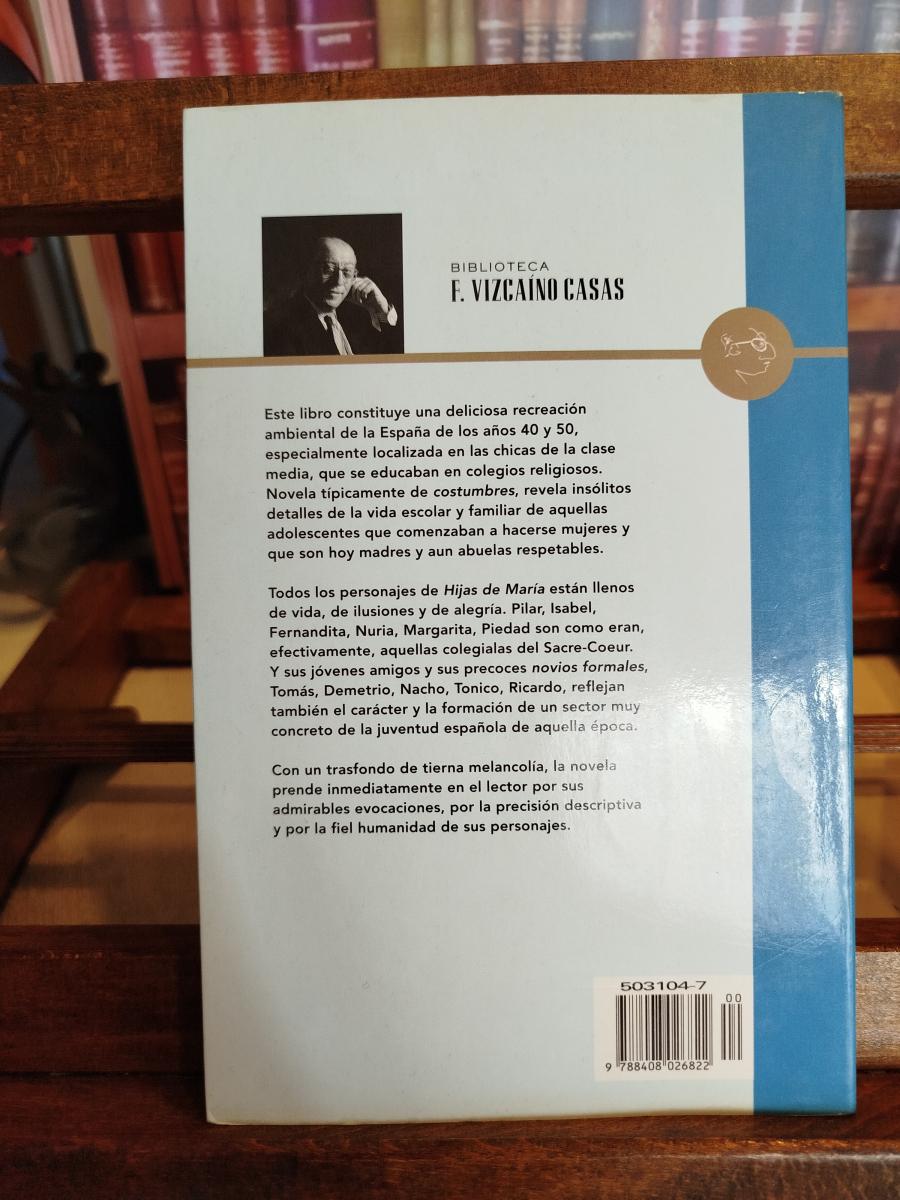 BIBLIOTECA
F. VIZCAÍNO CASAS
Este libro constituye una deliciosa recreación
ambiental de la España de los años 40 y 50,
especialmente localizada en las chicas de la clase
media, que se educaban en colegios religiosos.
Novela típicamente de costumbres, revela insólitos
detalles de la vida escolar y familiar de aquellas
adolescentes que comenzaban a hacerse mujeres y
que son hoy madres y aun abuelas respetables.
Todos los personajes de Hijas de María están llenos
de vida, de ilusiones y de alegría. Pilar, Isabel,
Fernandita, Nuria, Margarita, Piedad son como eran,
efectivamente, aquellas colegialas del Sacre-Coeur.
Y sus jóvenes amigos y sus precoces novios formales,
Tomás, Demetrio, Nacho, Tonico, Ricardo, reflejan
también el carácter y la formación de un sector muy
concreto de la juventud española de aquella época.
Con un trasfondo de tierna melancolía, la novela
prende inmediatamente en el lector por sus
admirables evocaciones, por la precisión descriptiva
y por la fiel humanidad de sus personajes.
503104-7
00
9 788408 026822